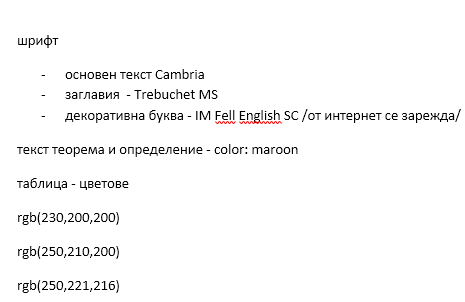 шрифт
- основен текст Cambria
- заглавия - Trebuchet MS
- декоративна буква - IM Fell English SC /от интернет се зарежда/
текст теорема и определение - color: maroon
таблица - цветове
rgb(230,200,200)
rgb(250,210,200)
rgb(250,221,216)